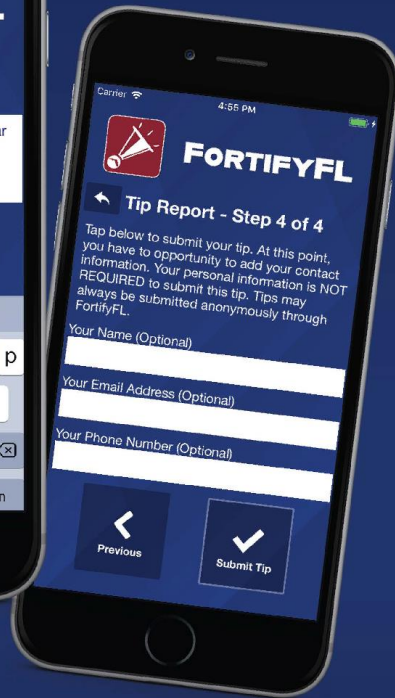 ar
p
n
Carrier
4:55 PM
FORTIFYFL
Tip Report - Step 4 of 4
Tap below to submit your tip. At this point,
you have to opportunity to add your contact
information. Your personal information is NOT
REQUIRED to submit this tip. Tips may
always be submitted anonymously through
FortifyFL.
Your Name (Optional)
Your Email Address (Optional)
Your Phone Number (Optional)
Previous
Submit Tip